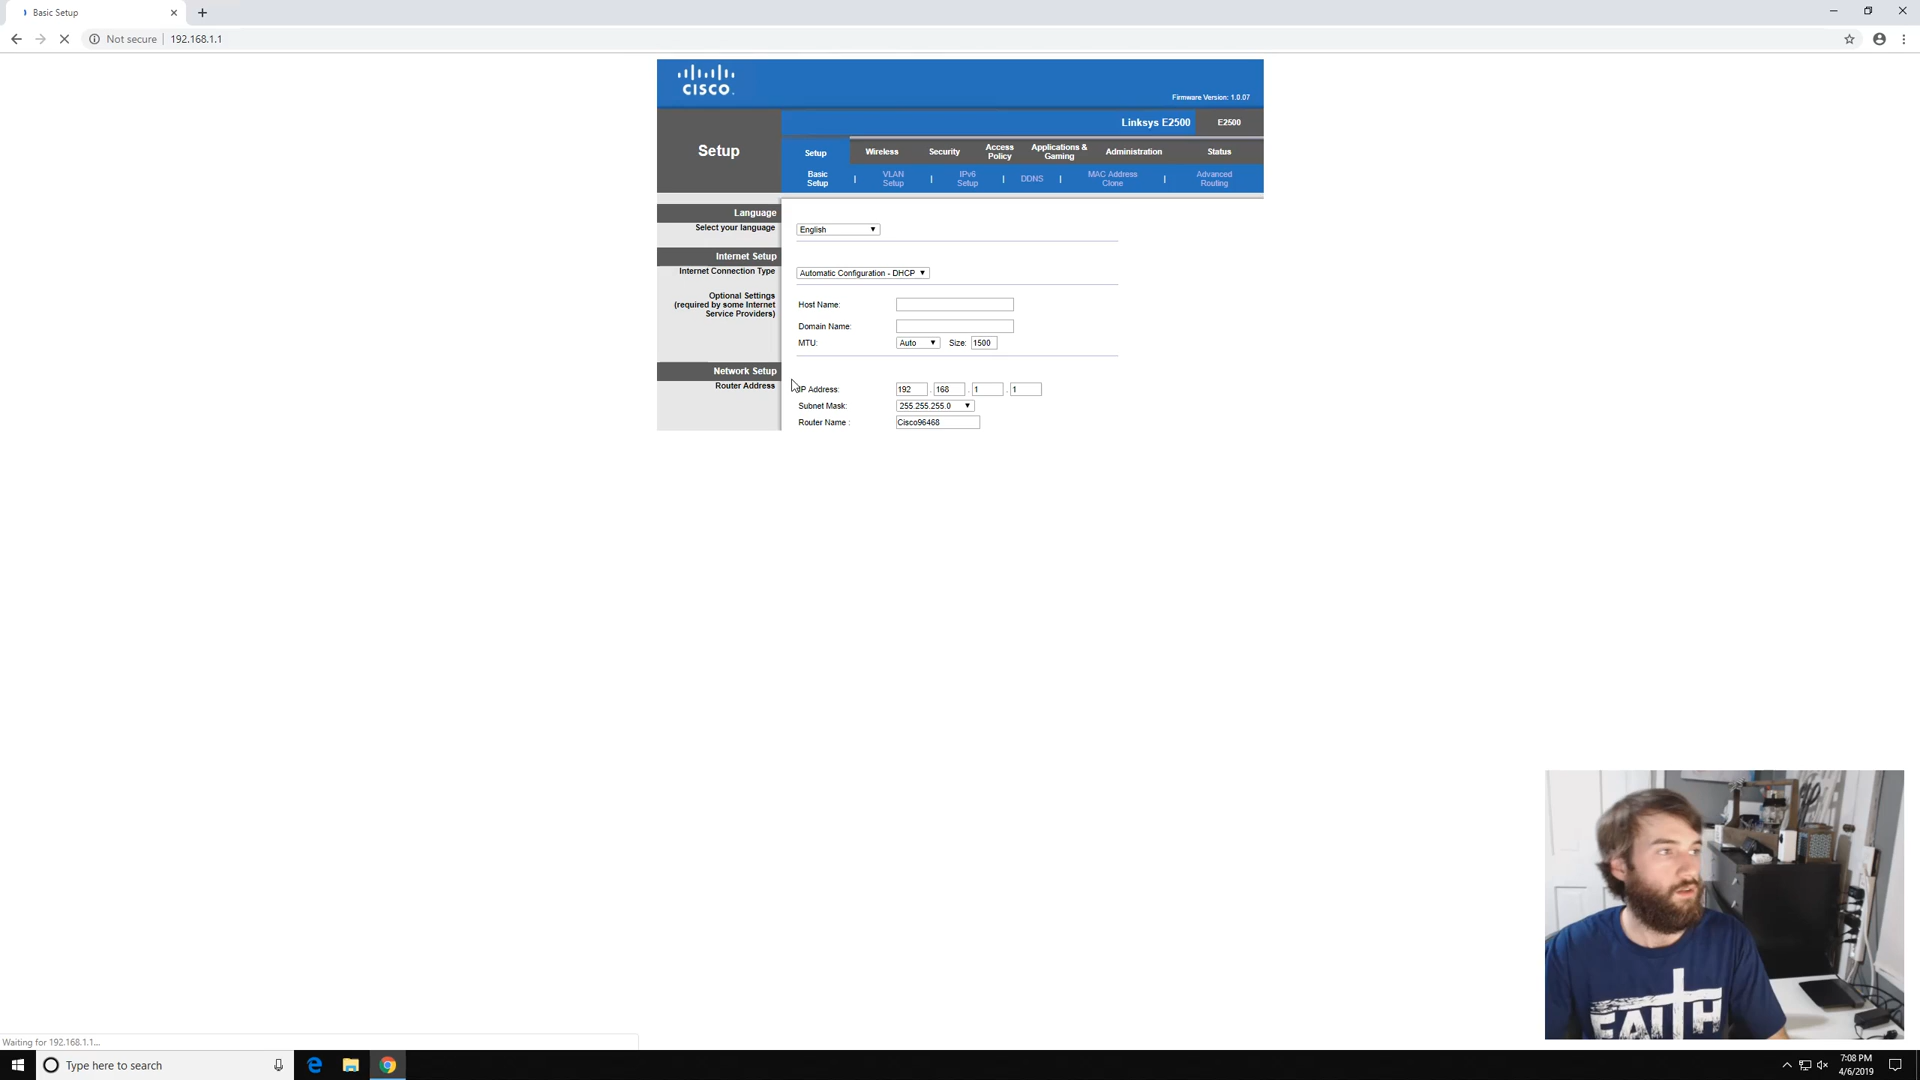 Basic Setup
Not secure | 192.168.1.1
CISCO
Firmware Version: 1.0.07
Linksys E2500 E2500
Setup
Setup Wireless Security Access Policy Applications & Gaming Administration Status
Basic Setup | VLAN Setup | IPv6 Setup | DDNS | MAC Address Clone | Advanced Routing
Language
Select your language English
Internet Setup
Internet Connection Type Automatic Configuration - DHCP
Optional Settings
(required by some Internet
Service Providers)
Host Name:
Domain Name:
MTU: Auto Size: 1500
Network Setup
Router Address
IP Address: 192 . 168 . 1 . 1
Subnet Mask: 255.255.255.0
Router Name : Cisco96468
FAITH
Waiting for 192.168.1.1...
Type here to search
7:08 PM
4/6/2019